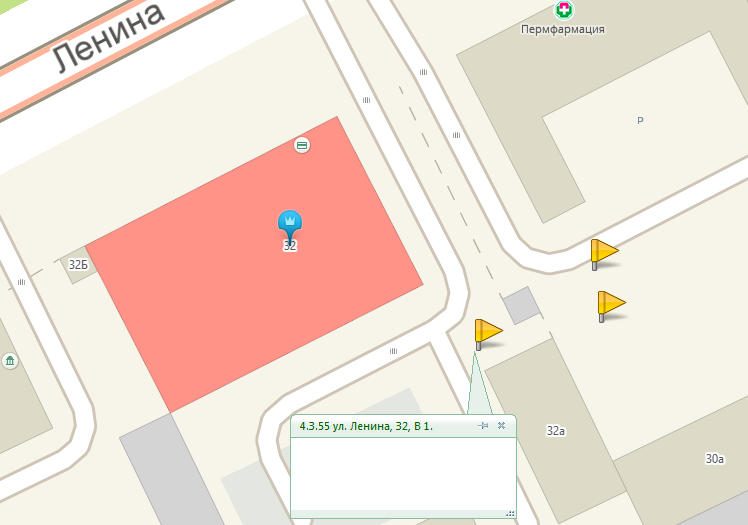 Ленина
Пермфармация
P
32
32Б
4.3.55 ул. Ленина, 32, В 1.
32а
30а